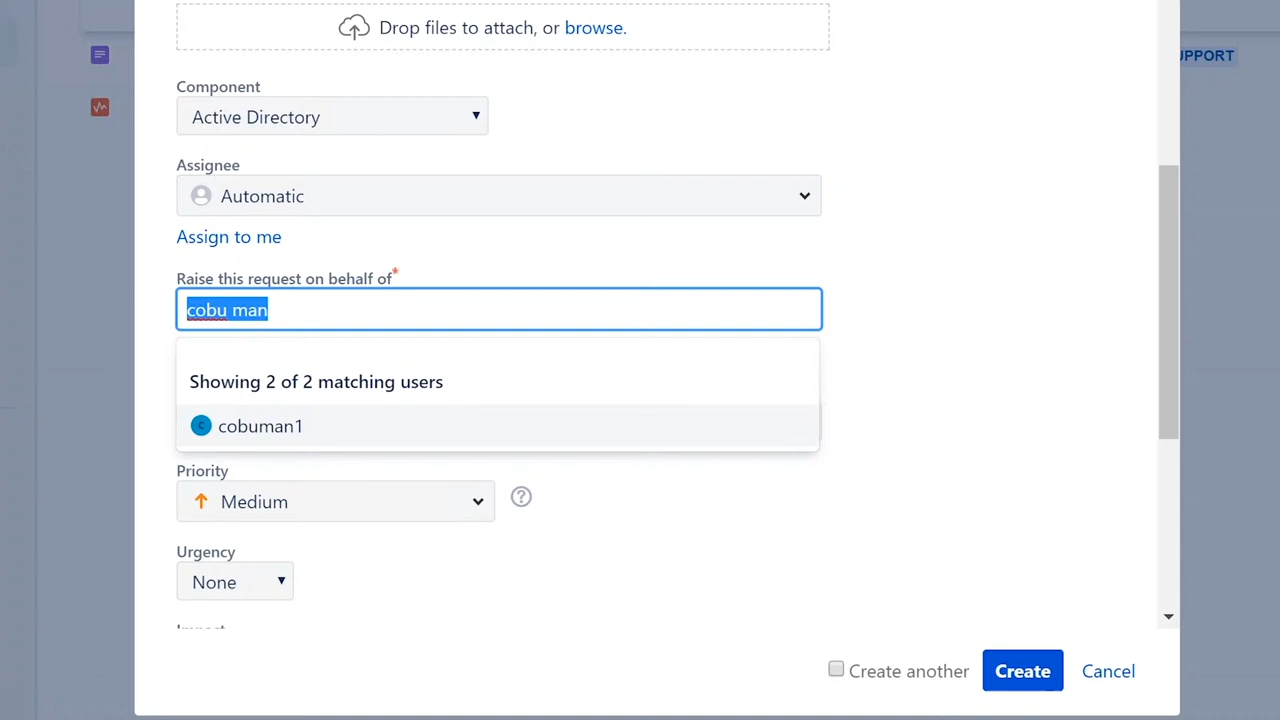 Drop files to attach, or browse.
UPPORT
Component
Active Directory
Assignee
Automatic
Assign to me
Raise this request on behalf of*
cobu man
Showing 2 of 2 matching users
c cobuman1
Priority
Medium
?
Urgency
None
Impact
Create another
Create
Cancel